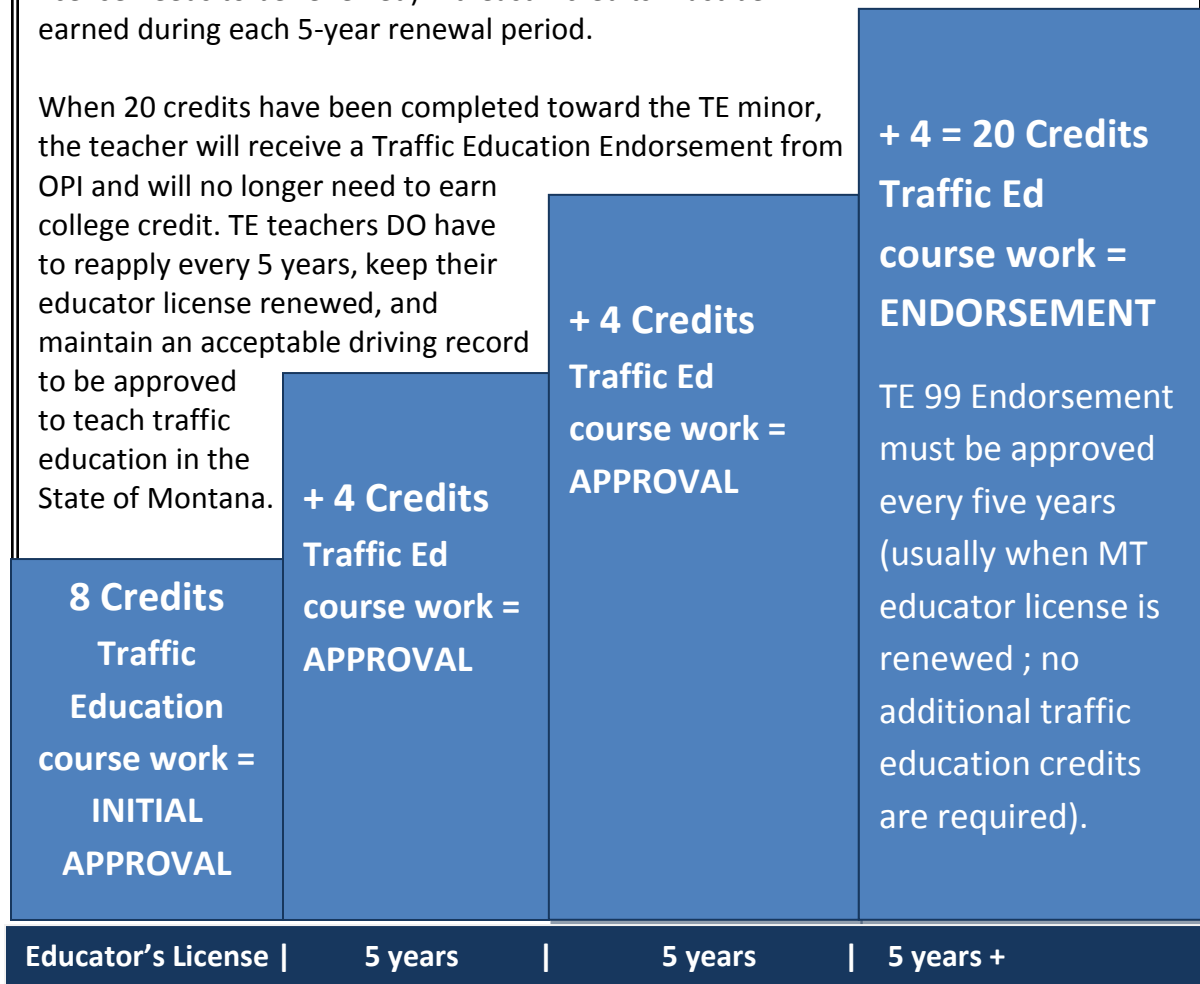 earned during each 5-year renewal period.
When 20 credits have been completed toward the TE minor,
the teacher will receive a Traffic Education Endorsement from
OPI and will no longer need to earn
college credit. TE teachers DO have
to reapply every 5 years, keep their
educator license renewed, and
maintain an acceptable driving record
to be approved
to teach traffic
education in the
State of Montana.
8 Credits
Traffic
Education
course work =
INITIAL
APPROVAL
+ 4 Credits
Traffic Ed
course work =
APPROVAL
+ 4 Credits
Traffic Ed
course work =
APPROVAL
+ 4 = 20 Credits
Traffic Ed
course work =
ENDORSEMENT
TE 99 Endorsement
must be approved
every five years
(usually when MT
educator license is
renewed ; no
additional traffic
education credits
are required).
Educator's License | 5 years | 5 years | 5 years +